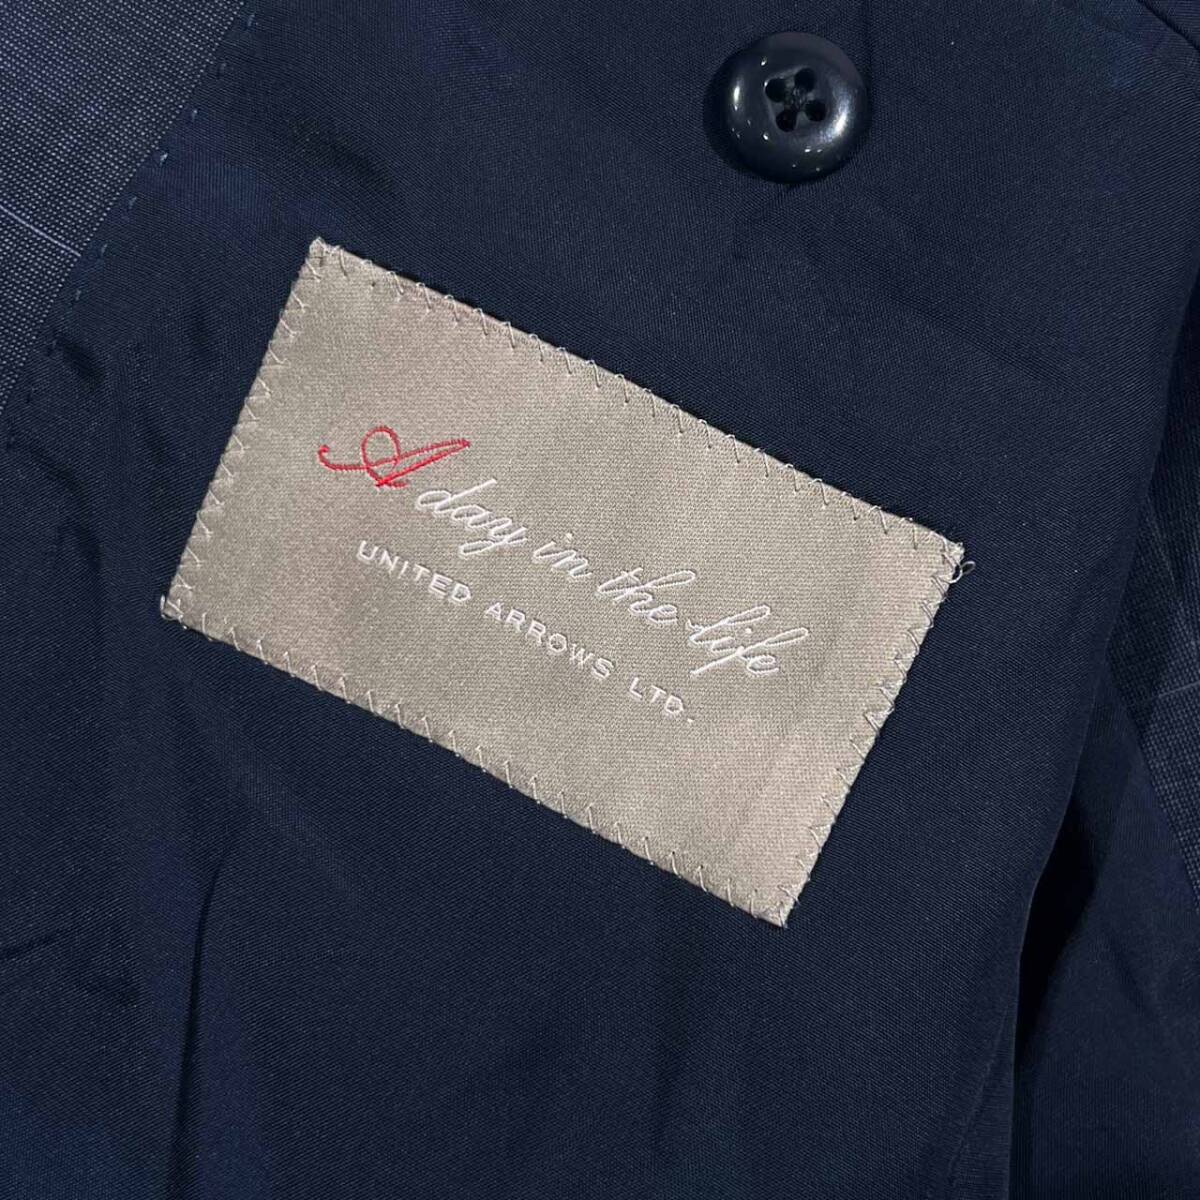 A day in the life
UNITED ARROWS LTD.